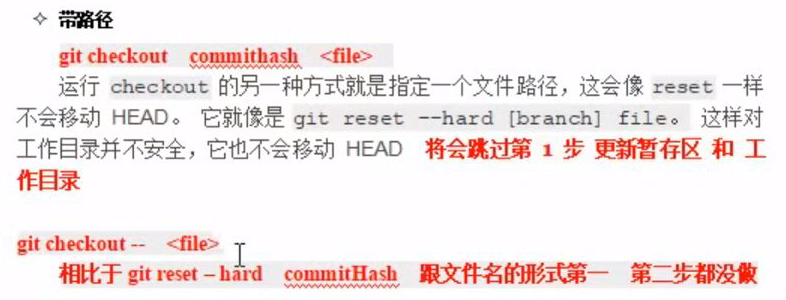 带路径
git checkout commithash <file>
运行 checkout 的另一种方式就是指定一个文件路径，这会像 reset 一样
不会移动 HEAD。 它就像是 git reset --hard [branch] file。 这样对
工作目录并不安全，它也不会移动 HEAD 将会跳过第 1 步 更新暂存区 和 工
作目录
git checkout -- <file>
相比于 git reset – hard commitHash 跟文件名的形式第一 第二步都没做